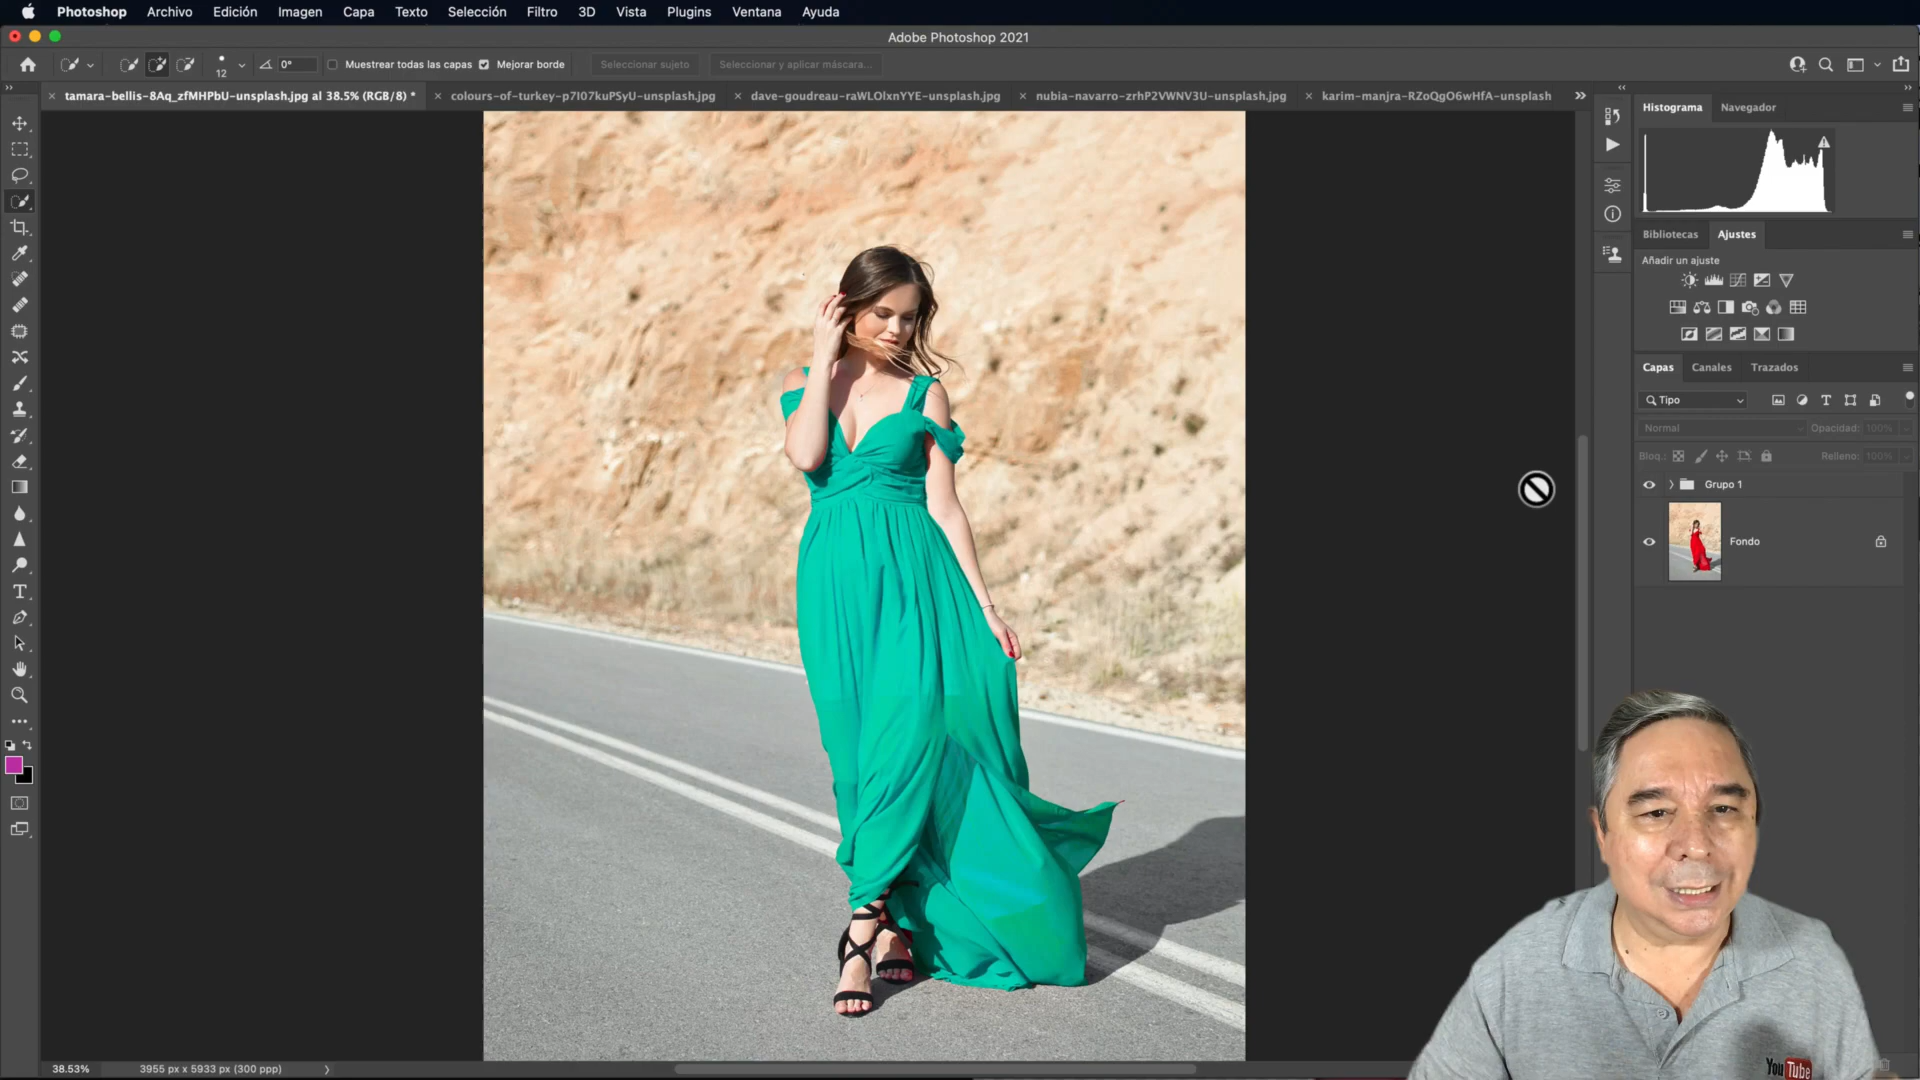 Photoshop Archivo Edición Imagen Capa Texto Selección Filtro 3D Vista Plugins Ventana Ayuda
Adobe Photoshop 2021
12 0° Muestrear todas las capas Mejorar borde Seleccionar sujeto Seleccionar y aplicar máscara...
tamara-bellis-8Aq_zfMHPbU-unsplash.jpg al 38.5% (RGB/8) * colours-of-turkey-p7I07kuPSyU-unsplash.jpg dave-goudreau-raWLOlxnYYE-unsplash.jpg nubia-navarro-zrhP2VWNV3U-unsplash.jpg karim-manjra-RZoQgO6wHfA-unsplash
Histograma Navegador
Bibliotecas Ajustes
Añadir un ajuste
Capas Canales Trazados
Tipo
Normal Opacidad: 100%
Bloq.: Relleno: 100%
Grupo 1
Fondo
38.53% 3955 px x 5933 px (300 ppp)
You Tube